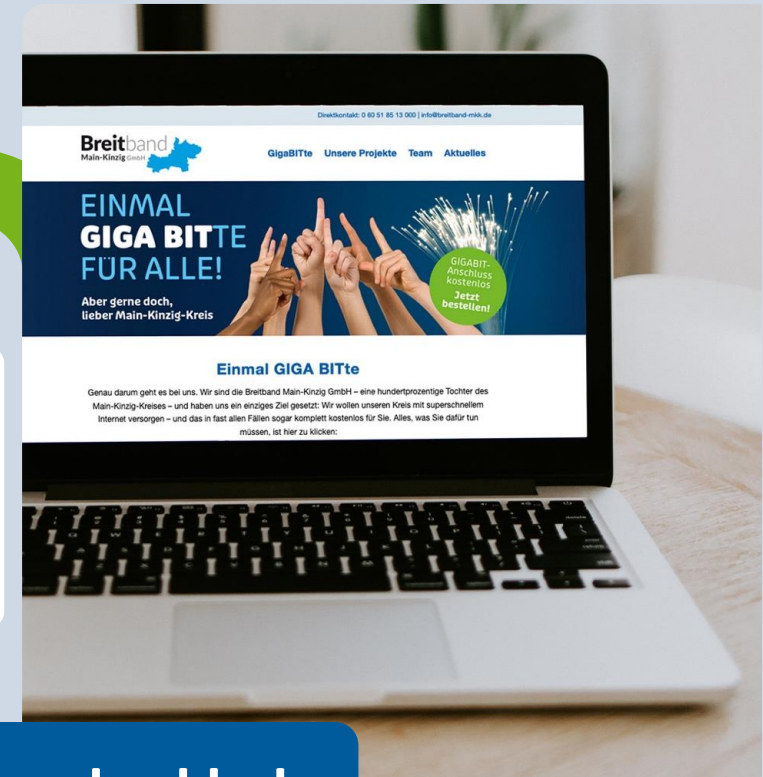 Direktkontakt: 0 60 51 85 13 000 | info@breitband-mkk.de
Breitband
Main-Kinzig GmbH
GigaBITte Unsere Projekte Team Aktuelles
EINMAL
GIGA BITTE
FÜR ALLE!
Aber gerne doch,
lieber Main-Kinzig-Kreis
GIGABIT-
Anschluss
kostenlos
Jetzt
bestellen!
Einmal GIGA BITte
Genau darum geht es bei uns. Wir sind die Breitband Main-Kinzig GmbH – eine hundertprozentige Tochter des
Main-Kinzig-Kreises – und haben uns ein einziges Ziel gesetzt: Wir wollen unseren Kreis mit superschnellem
Internet versorgen – und das in fast allen Fällen sogar komplett kostenlos für Sie. Alles, was Sie dafür tun
müssen, ist hier zu klicken: